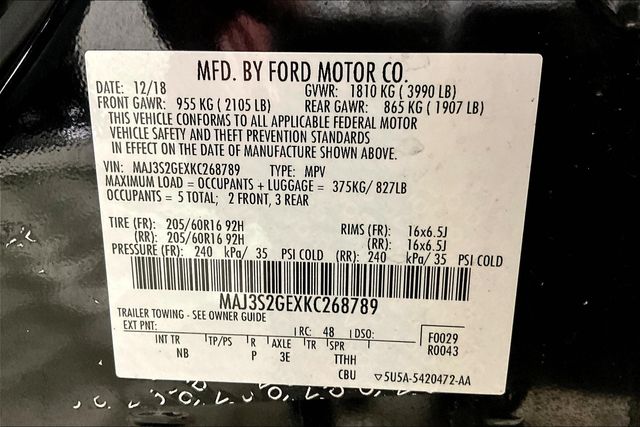 MFD. BY FORD MOTOR CO.
DATE: 12/18 GVWR: 1810 KG ( 3990 LB)
FRONT GAWR: 955 KG ( 2105 LB) REAR GAWR: 865 KG ( 1907 LB)
THIS VEHICLE CONFORMS TO ALL APPLICABLE FEDERAL MOTOR
VEHICLE SAFETY AND THEFT PREVENTION STANDARDS
IN EFFECT ON THE DATE OF MANUFACTURE SHOWN ABOVE.
VIN: MAJ3S2GEXKC268789 TYPE: MPV
MAXIMUM LOAD = OCCUPANTS + LUGGAGE = 375KG/ 827LB
OCCUPANTS = 5 TOTAL; 2 FRONT, 3 REAR
TIRE (FR): 205/60R16 92H RIMS (FR): 16x6.5J
(RR): 205/60R16 92H (RR): 16x6.5J
PRESSURE (FR): 240 kPa/ 35 PSI COLD (RR): 240 kPa/ 35 PSI COLD
MAJ3S2GEXKC268789
TRAILER TOWING - SEE OWNER GUIDE
EXT PNT: RC: 48 DSO: F0029
R0043
INT TR TP/PS R AXLE TR SPR
NB P 3E TTHH
CBU ▽5U5A-5420472-AA